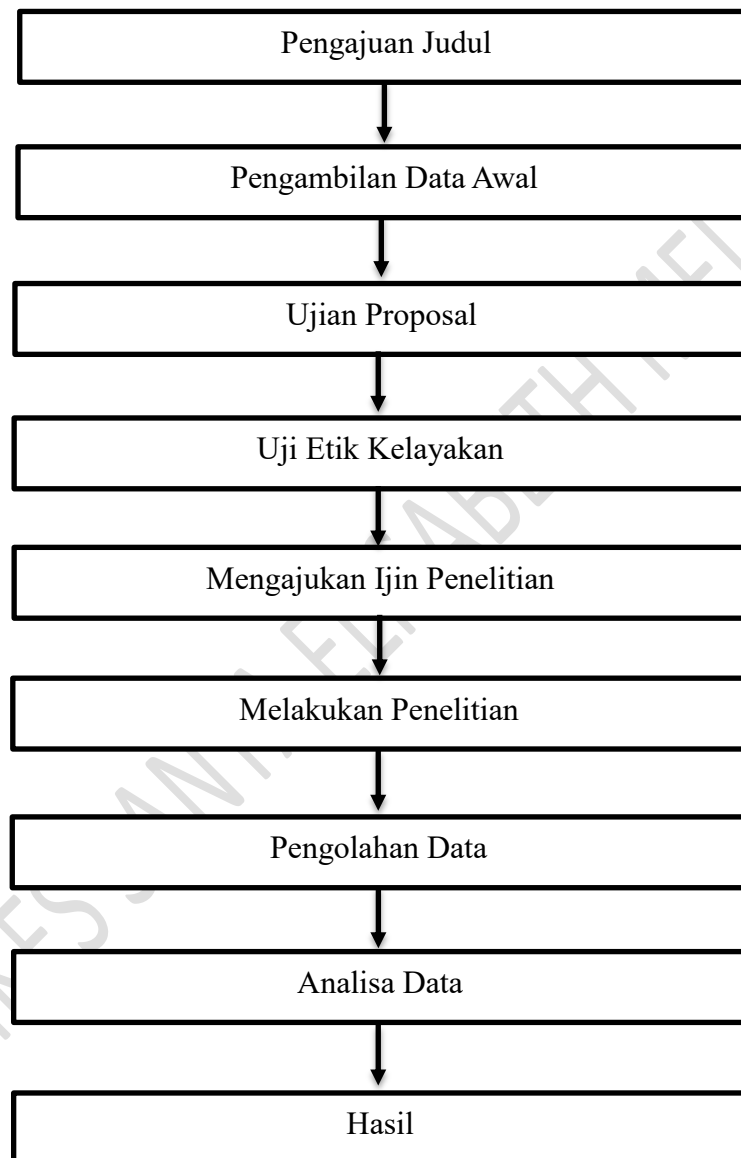 Pengajuan Judul
Pengambilan Data Awal
Ujian Proposal
Uji Etik Kelayakan
Mengajukan Ijin Penelitian
Melakukan Penelitian
Pengolahan Data
Analisa Data
Hasil